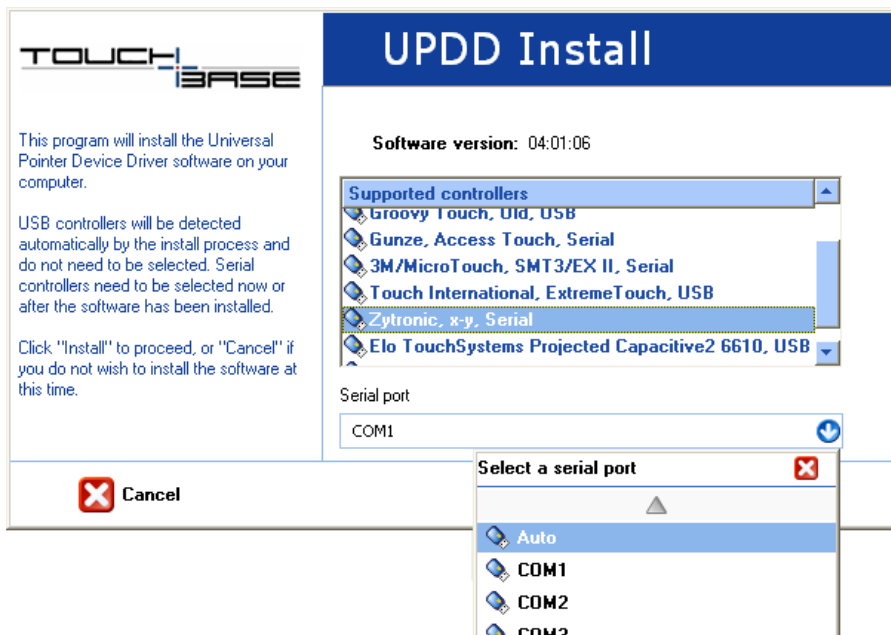 TOUCH
BASE
UPDD Install
This program will install the Universal
Pointer Device Driver software on your
computer.
USB controllers will be detected
automatically by the install process and
do not need to be selected. Serial
controllers need to be selected now or
after the software has been installed.
Click "Install" to proceed, or "Cancel" if
you do not wish to install the software at
this time.
Software version: 04:01:06
Supported controllers
Groovy Touch, Old, USB
Gunze, Access Touch, Serial
3M/MicroTouch, SMT3/EX II, Serial
Touch International, ExtremeTouch, USB
Zytronic, x-y, Serial
Elo TouchSystems Projected Capacitive2 6610, USB
Serial port
COM1
Cancel
Select a serial port
Auto
COM1
COM2
COM3